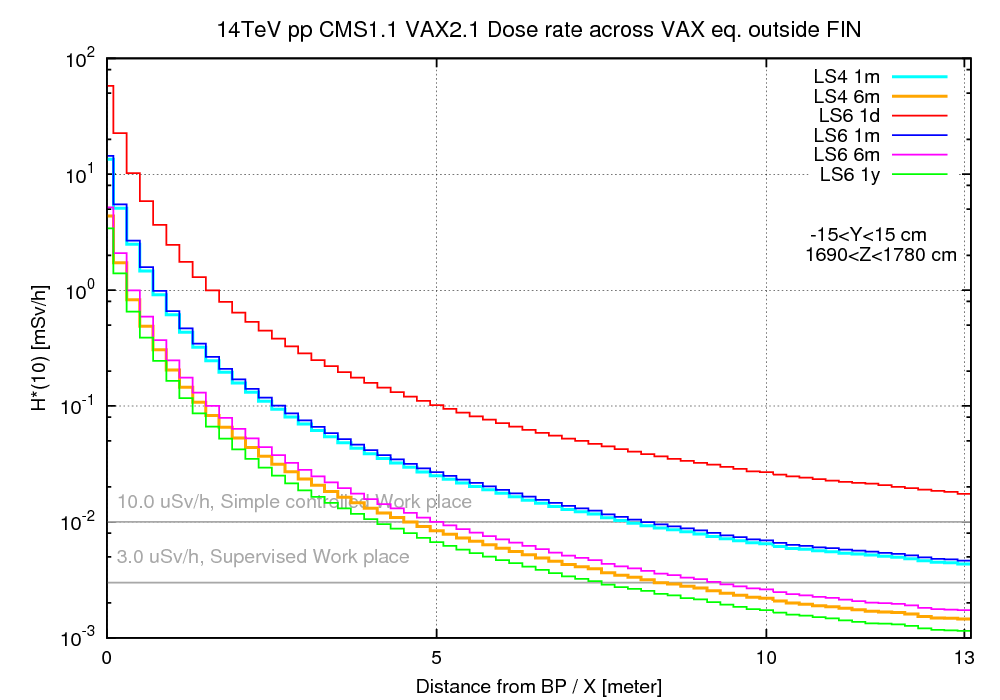 14TeV pp CMS1.1 VAX2.1 Dose rate across VAX eq. outside FIN
H*(10) [mSv/h]
10^2
10^1
10^0
10^-1
10^-2
10^-3
LS4 1m
LS4 6m
LS6 1d
LS6 1m
LS6 6m
LS6 1y
-15<Y<15 cm
1690<Z<1780 cm
10.0 uSv/h, Simple controlled Work place
3.0 uSv/h, Supervised Work place
0 5 10 13
Distance from BP / X [meter]